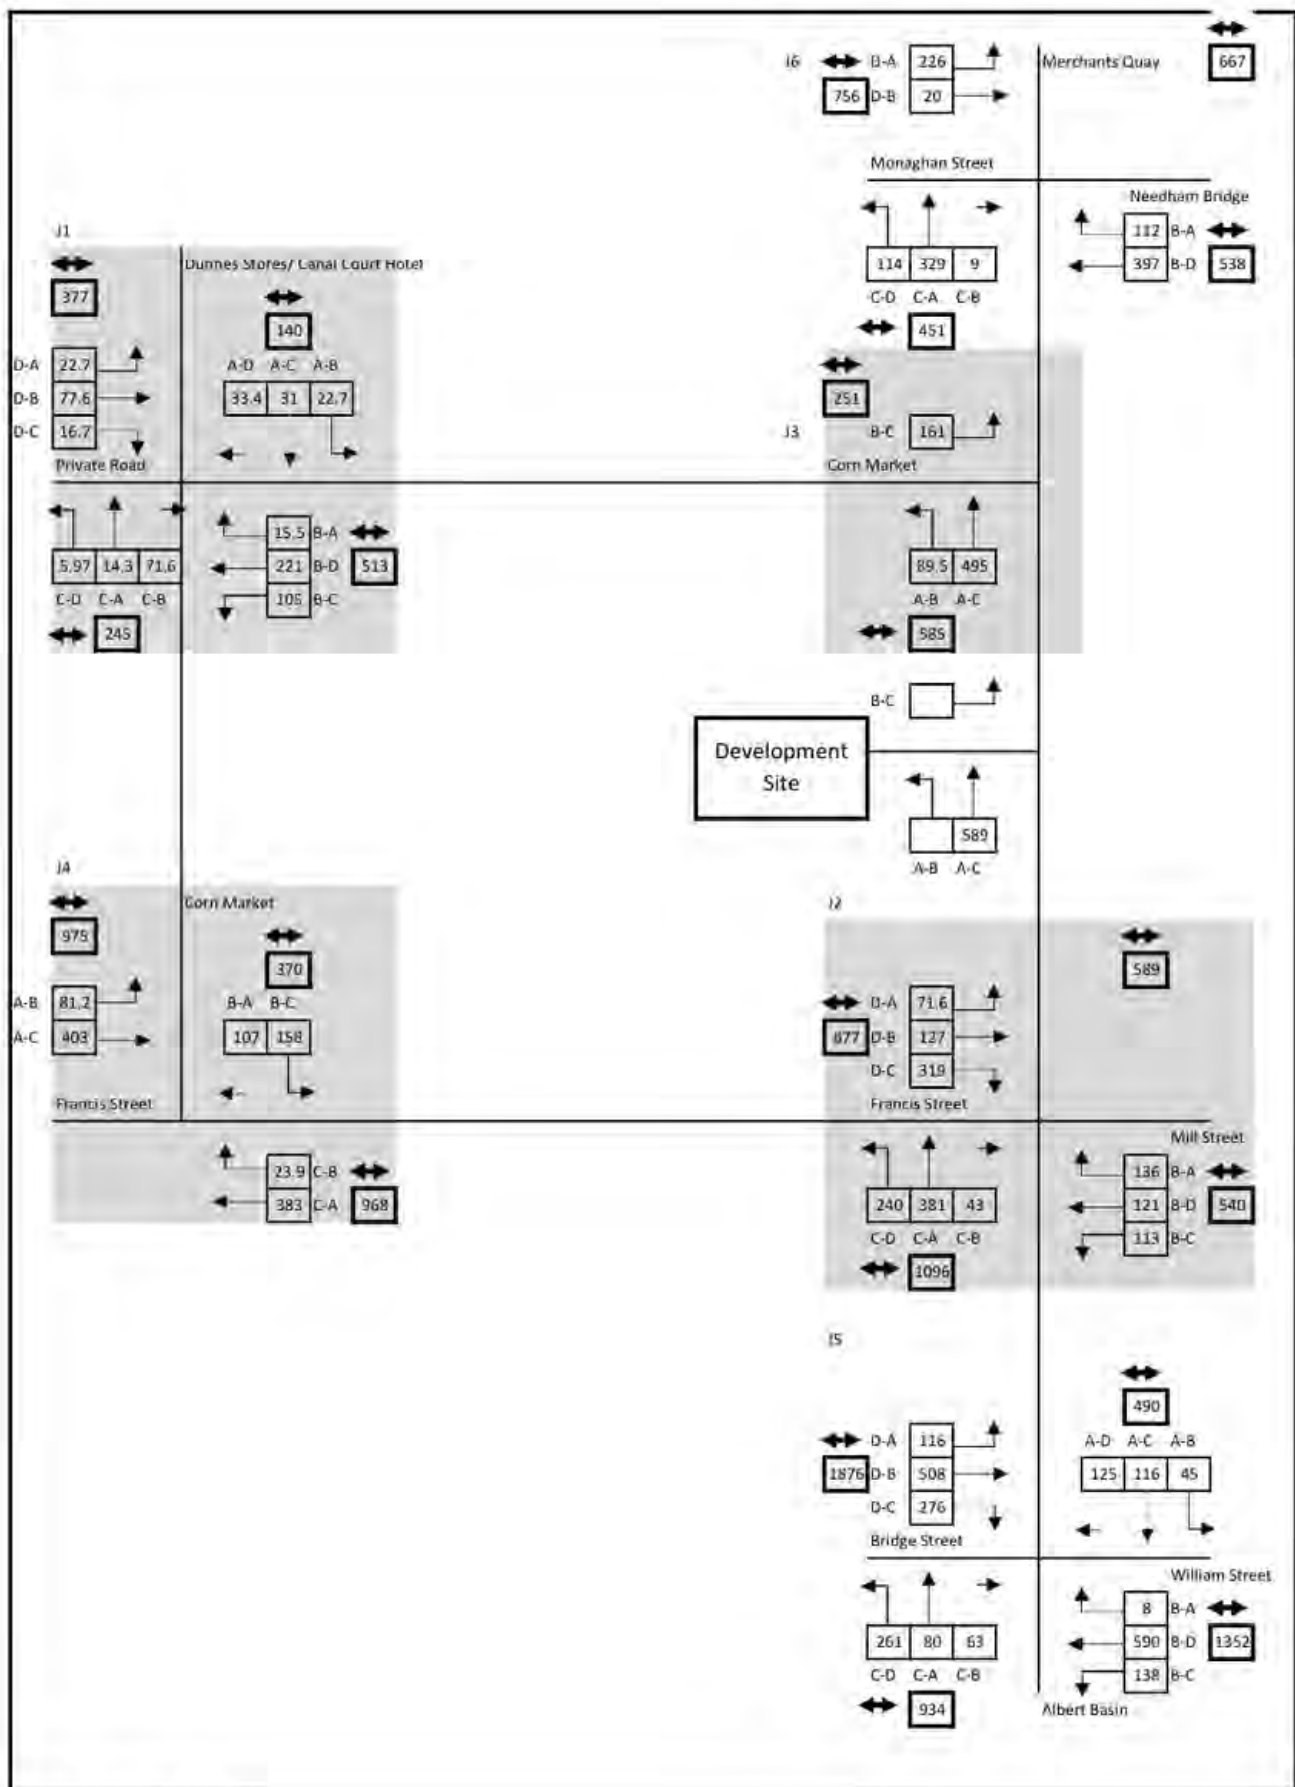 667
J6 B-A 226 Merchants Quay
756 D-B 20
Monaghan Street
Needham Bridge
112 B-A
397 B-D 538
114 329 9
C-D C-A C-B
451
J1
Dunnes Stores/ Canal Court Hotel
377
140
D-A 22.7
D-B 77.6
D-C 16.7
A-D A-C A-B
33.4 31 22.7
Private Road
251
J3 B-C 161
Corn Market
5.97 14.3 71.6
C-D C-A C-B
245
15.5 B-A
221 B-D 513
B-C
89.5 495
A-B A-C
585
B-C
Development
Site
589
A-B A-C
J4
Corn Market
975
370
A-B 81.2
A-C 403
B-A B-C
107 158
Francis Street
23.9 C-B
383 C-A 968
J2
589
D-A 71.6
D-B 127
D-C 319
Francis Street
Mill Street
240 381 43
C-D C-A C-B
1096
136 B-A
121 B-D 540
113 B-C
J5
490
D-A 116
1876 D-B 508
D-C 276
A-D A-C A-B
125 116 45
Bridge Street
William Street
261 80 63
C-D C-A C-B
934
8 B-A
590 B-D 1352
138 B-C
Albert Basin